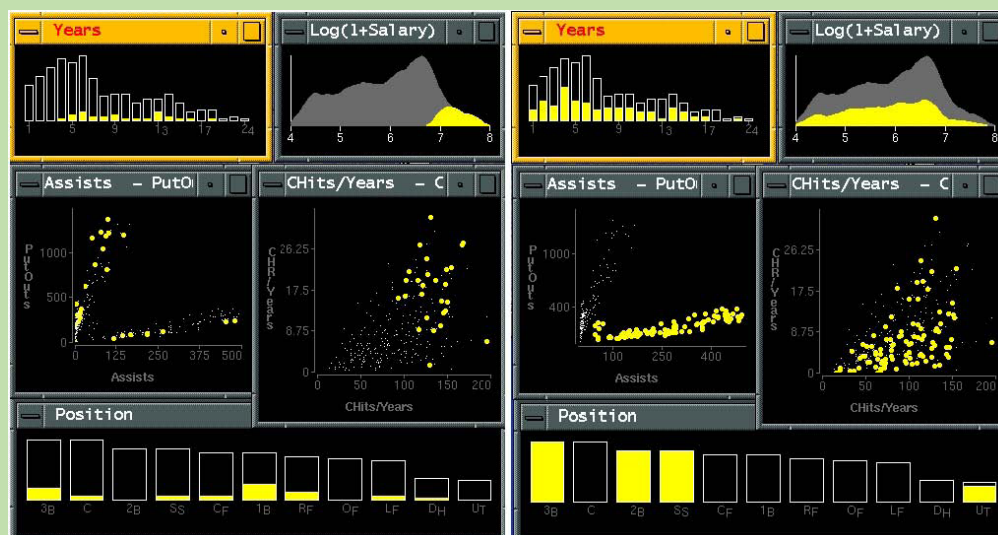 Years
1 5 9 13 17 24
Log(1+Salary)
4 5 6 7 8
Assists - PutO
PutOuts
1000
500
0
0 125 375 500
Assists
CHits/Years - C
CHR/Years
26.25
17.5
8.75
0
0 50 100 150 200
CHits/Years
Position
3B C 2B SS CF 1B RF OF LF DH UT
Years
1 5 9 13 17 24
Log(1+Salary)
4 5 6 7 8
Assists - PutO
PutOuts
1000
400
0
100 200 400
Assists
CHits/Years - C
CHR/Years
26.25
17.5
8.75
0
0 50 100 150 200
CHits/Years
Position
3B C 2B SS CF 1B RF OF LF DH UT